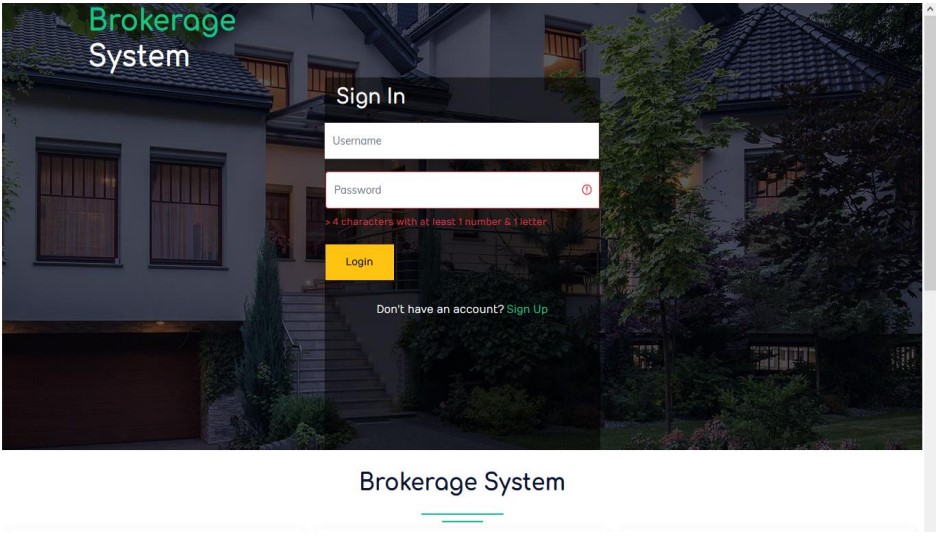 Brokerage
System
Sign In
Username
Password
> 4 characters with at least 1 number & 1 letter
Login
Don't have an account? Sign Up
Brokerage System